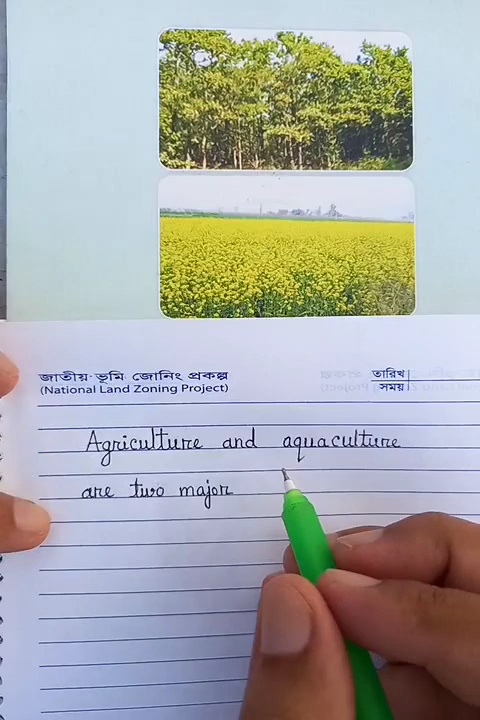 জাতীয় ভূমি জোনিং প্রকল্প
(National Land Zoning Project)
তারিখ
সময়
Agriculture and aquaculture
are two major